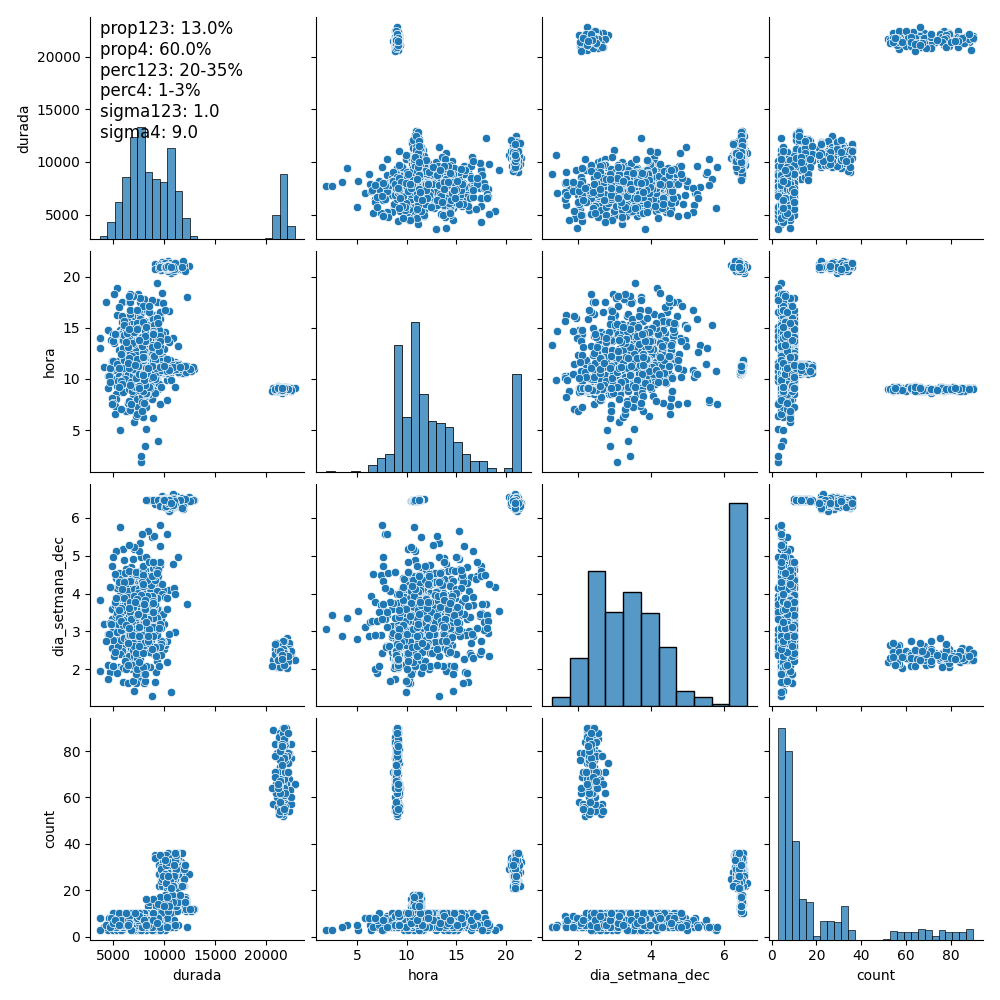 prop123: 13.0%
prop4: 60.0%
perc123: 20-35%
perc4: 1-3%
sigma123: 1.0
sigma4: 9.0
durada
20000
15000
10000
5000
hora
20
15
10
5
dia_setmana_dec
6
5
4
3
2
count
80
60
40
20
0
5000 10000 15000 20000
5 10 15 20
2 4 6
0 20 40 60 80
durada hora dia_setmana_dec count